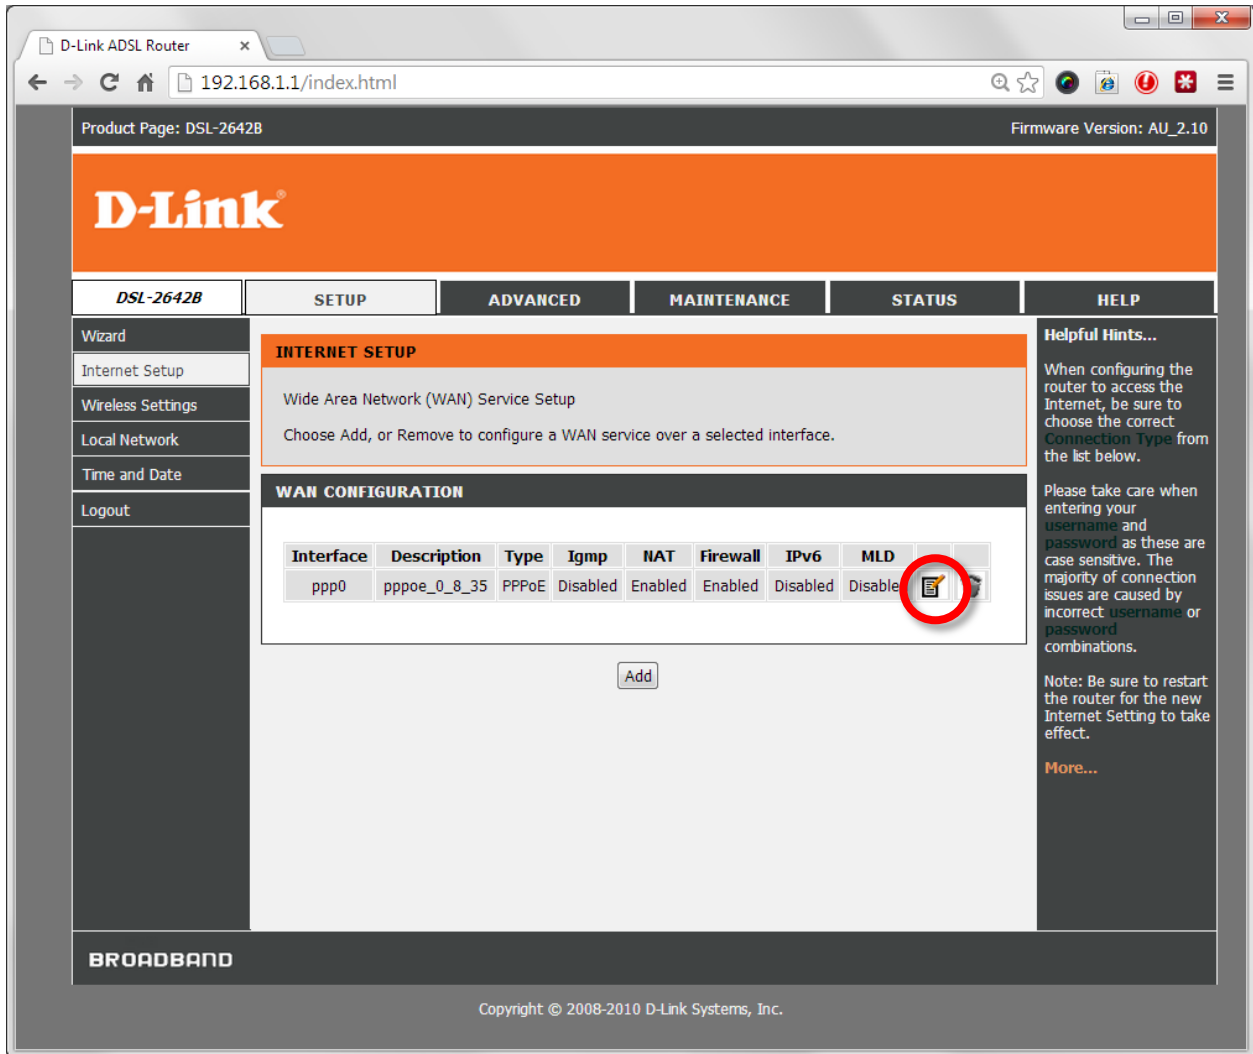 D-Link ADSL Router
192.168.1.1/index.html
Product Page: DSL-2642B
Firmware Version: AU_2.10
D-Link®
DSL-2642B
SETUP
ADVANCED
MAINTENANCE
STATUS
HELP
Wizard
Internet Setup
Wireless Settings
Local Network
Time and Date
Logout
INTERNET SETUP
Wide Area Network (WAN) Service Setup
Choose Add, or Remove to configure a WAN service over a selected interface.
WAN CONFIGURATION
Interface Description Type Igmp NAT Firewall IPv6 MLD
ppp0 pppoe_0_8_35 PPPoE Disabled Enabled Enabled Disabled Disable
Add
Helpful Hints...
When configuring the
router to access the
Internet, be sure to
choose the correct
Connection Type from
the list below.
Please take care when
entering your
username and
password as these are
case sensitive. The
majority of connection
issues are caused by
incorrect username or
password
combinations.
Note: Be sure to restart
the router for the new
Internet Setting to take
effect.
More...
BROADBAND
Copyright © 2008-2010 D-Link Systems, Inc.